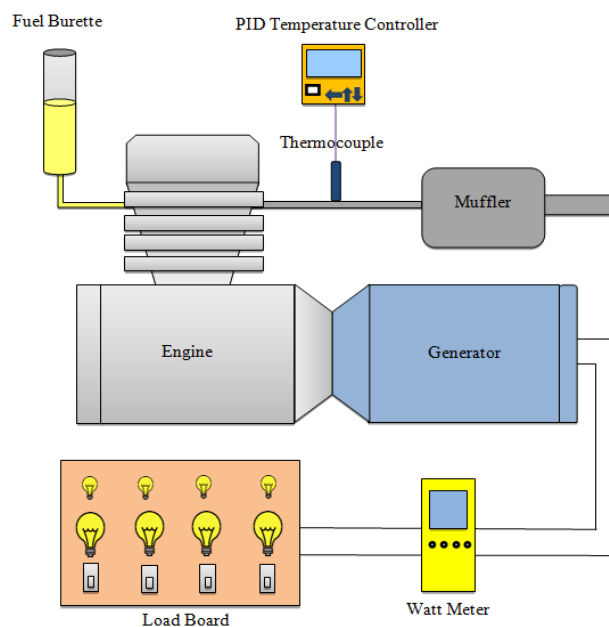 Fuel Burette
PID Temperature Controller
Thermocouple
Muffler
Engine
Generator
Load Board
Watt Meter